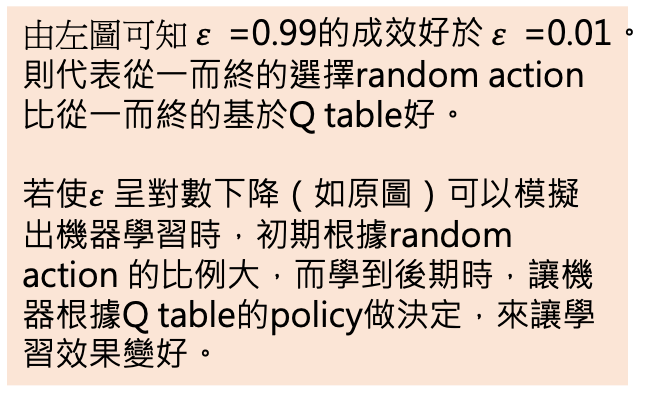 由左圖可知 ε =0.99的成效好於 ε =0.01。
則代表從一而終的選擇random action
比從一而終的基於Q table好。
若使ε 呈對數下降（如原圖）可以模擬
出機器學習時，初期根據random
action 的比例大，而學到後期時，讓機
器根據Q table的policy做決定，來讓學
習效果變好。